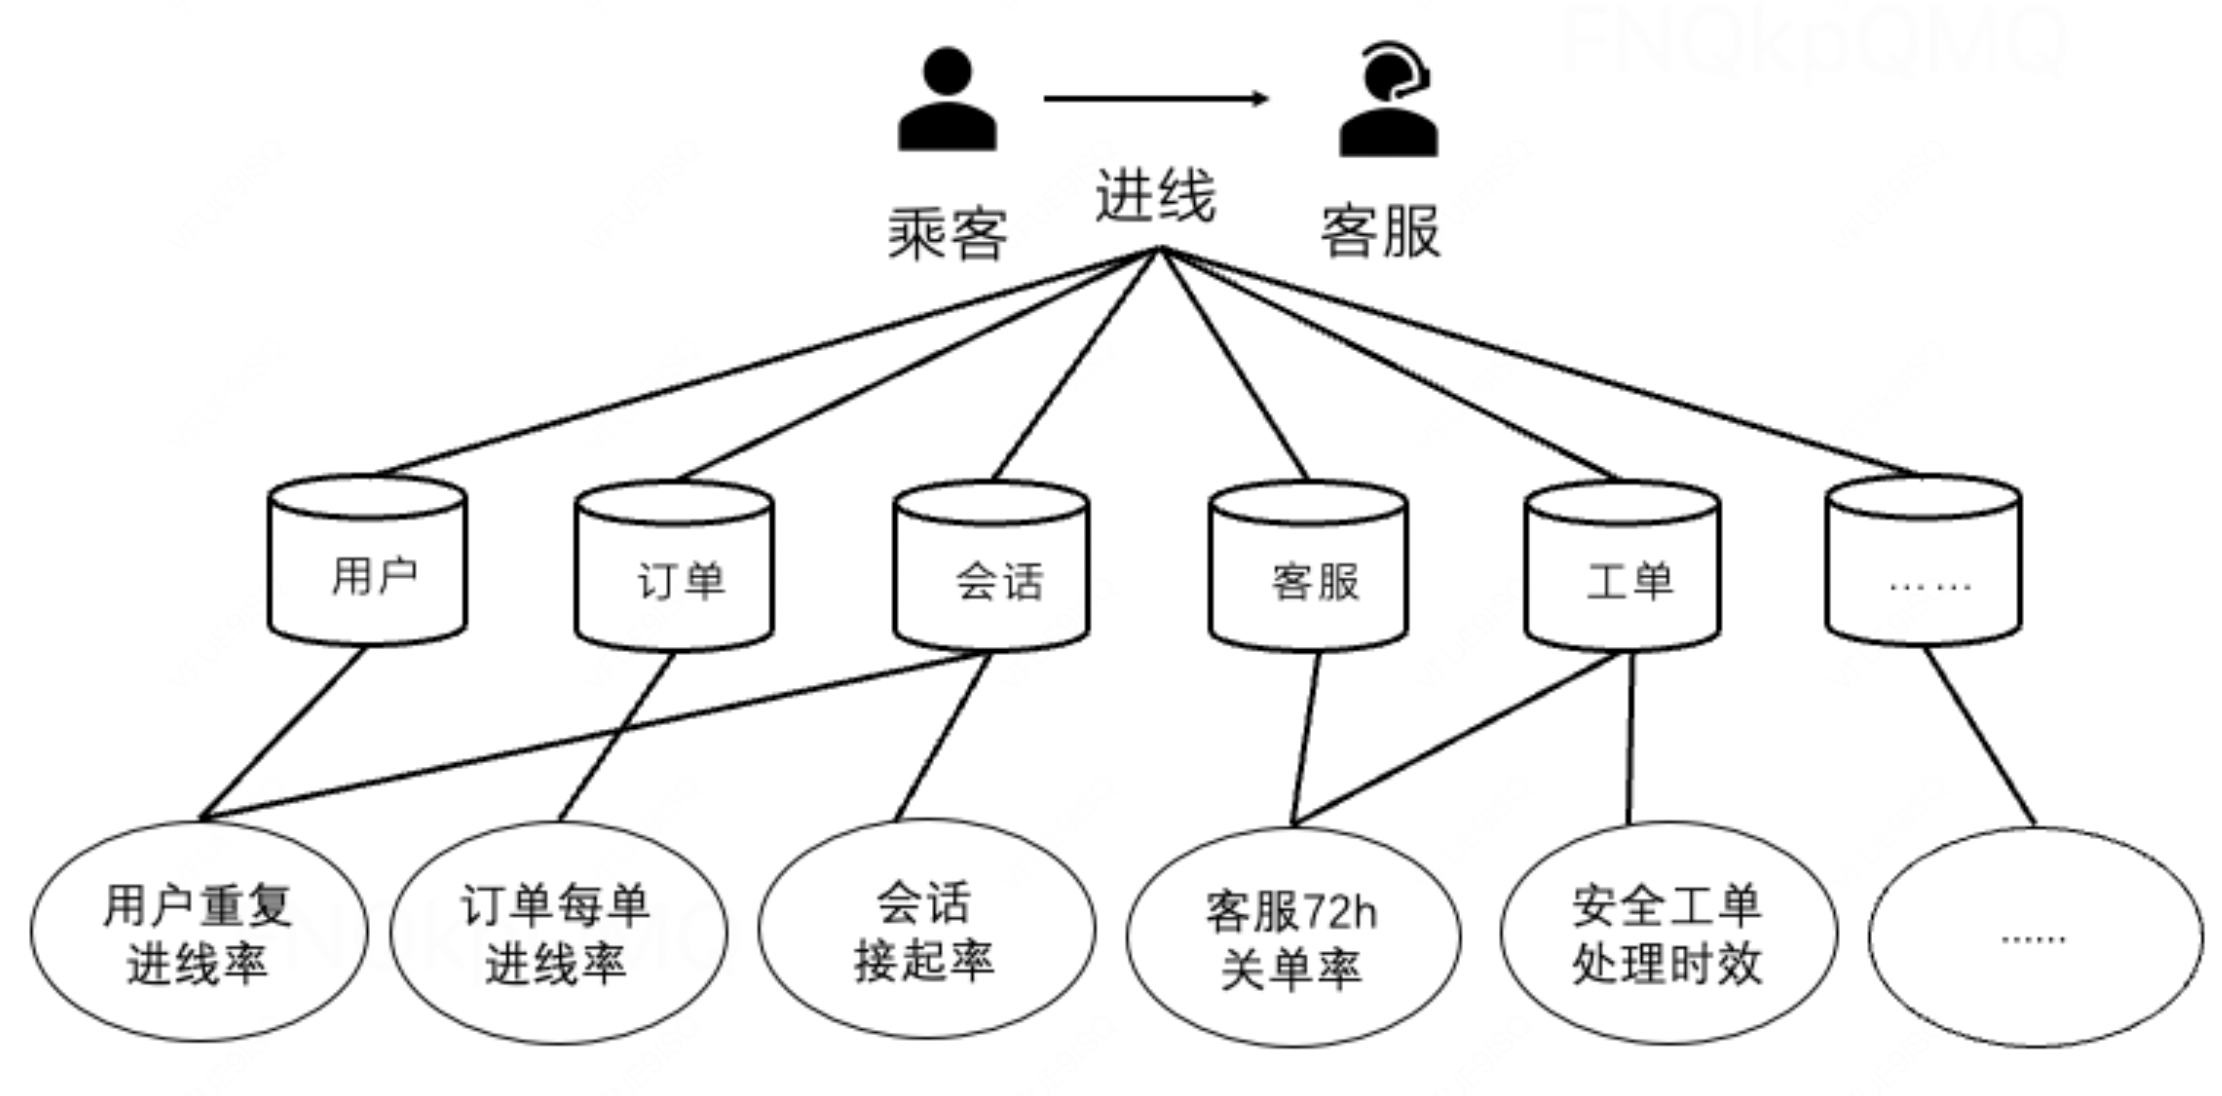 FNQkpQMQ
进线
乘客
客服
用户
订单
会话
客服
工单
... ...
用户重复
进线率
订单每单
进线率
会话
接起率
客服72h
关单率
安全工单
处理时效
......